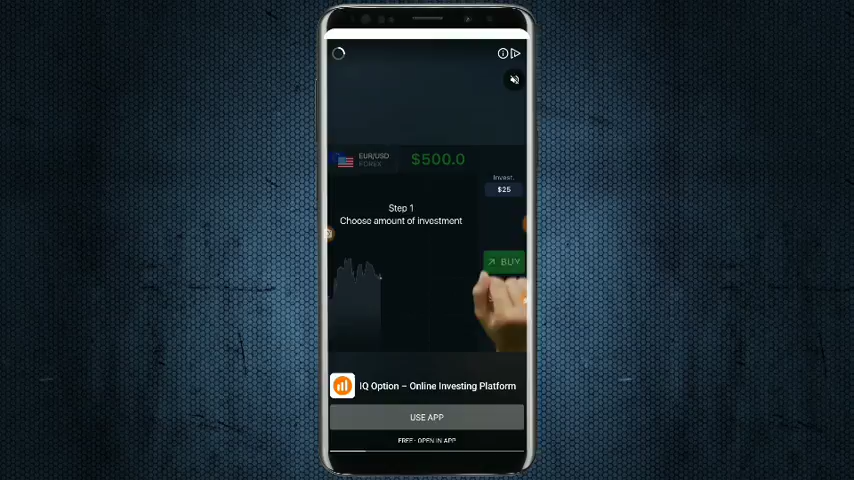 EUR/USD
FOREX
$500.0
Invest.
$25
Step 1
Choose amount of investment
BUY
IQ Option – Online Investing Platform
USE APP
FREE · OPEN IN APP